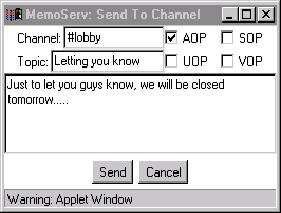 MemoServ: Send To Channel
Channel: #lobby AOP SOP
Topic: Letting you know UOP VOP
Just to let you guys know, we will be closed
tomorrow.....
Send Cancel
Warning: Applet Window